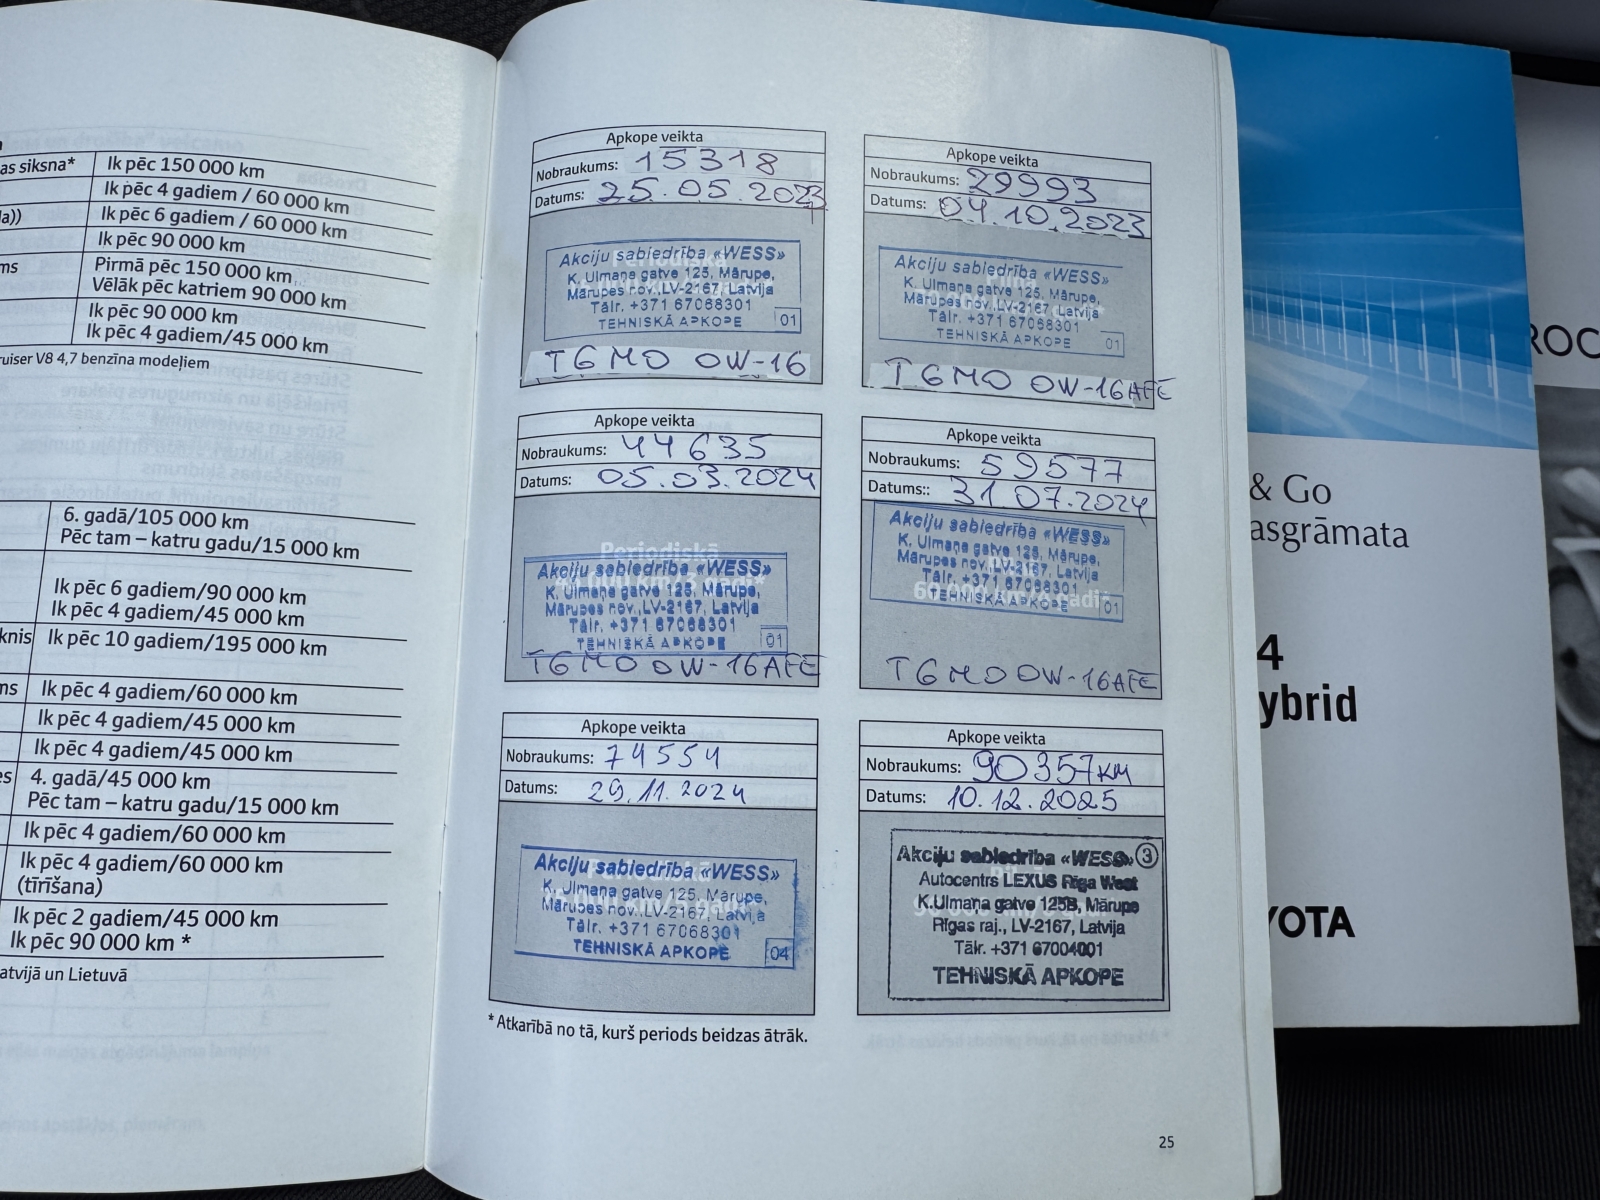 as siksna*
Ik pēc 150 000 km
Ik pēc 4 gadiem / 60 000 km
la))
Ik pēc 6 gadiem / 60 000 km
Ik pēc 90 000 km
ms
Pirmā pēc 150 000 km,
Vēlāk pēc katriem 90 000 km
Ik pēc 90 000 km
Ik pēc 4 gadiem/45 000 km
ruiser V8 4,7 benzīna modeļiem
6. gadā/105 000 km
Pēc tam – katru gadu/15 000 km
Ik pēc 6 gadiem/90 000 km
Ik pēc 4 gadiem/45 000 km
knis
Ik pēc 10 gadiem/195 000 km
ns
Ik pēc 4 gadiem/60 000 km
Ik pēc 4 gadiem/45 000 km
Ik pēc 4 gadiem/45 000 km
es
4. gadā/45 000 km
Pēc tam – katru gadu/15 000 km
Ik pēc 4 gadiem/60 000 km
Ik pēc 4 gadiem/60 000 km
(tīrīšana)
Ik pēc 2 gadiem/45 000 km
Ik pēc 90 000 km *
atvijā un Lietuvā
Apkope veikta
Nobraukums: 15318
Datums: 25.05.2023
Akciju sabiedrība «WESS»
K. Ulmaņa gatve 125, Mārupe,
Mārupes nov., LV-2167, Latvija
Tālr. +371 67068301
TEHNISKĀ APKOPE 01
TGMO 0W-16
Apkope veikta
Nobraukums: 29993
Datums: 04.10.2023
Akciju sabiedrība «WESS»
K. Ulmaņa gatve 125, Mārupe,
Mārupes nov., LV-2167, Latvija
Tālr. +371 67068301
TEHNISKĀ APKOPE 01
TGMO 0W-16AFE
Apkope veikta
Nobraukums: 44635
Datums: 05.03.2024
Periodiskā
Akciju sabiedrība «WESS»
K. Ulmaņa gatve 125, Mārupe,
Mārupes nov., LV-2167, Latvija
Tālr. +371 67068301
TEHNISKĀ APKOPE 01
TGMO 0W-16AFE
Apkope veikta
Nobraukums: 59577
Datums:: 31.07.2024
Akciju sabiedrība «WESS»
K. Ulmaņa gatve 125, Mārupe,
Mārupes nov., LV-2167, Latvija
Tālr. +371 67068301
TEHNISKĀ APKOPE 01
TGMO 0W-16AFE
Apkope veikta
Nobraukums: 74554
Datums: 29.11.2024
Akciju sabiedrība «WESS»
K. Ulmaņa gatve 125, Mārupe,
Mārupes nov., LV-2167, Latvija
Tālr. +371 67068301
TEHNISKĀ APKOPE 04
Apkope veikta
Nobraukums: 90357KM
Datums: 10.12.2025
Akciju sabiedrība «WESS» 3
Autocentrs LEXUS Rīga West
K.Ulmaņa gatve 125B, Mārupe
Rīgas raj., LV-2167, Latvija
Tālr. +371 67004001
TEHNISKĀ APKOPE
* Atkarībā no tā, kurš periods beidzas ātrāk.
25
& Go
asgrāmata
4
ybrid
YOTA
ROC